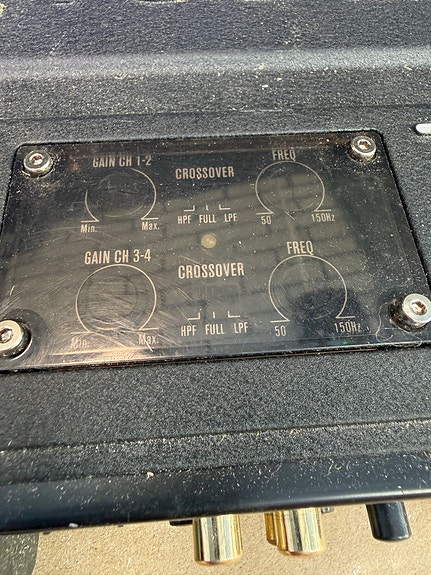 GAIN CH 1-2 CROSSOVER FREQ
HPF FULL LPF
Min. Max. 50 150Hz
GAIN CH 3-4 CROSSOVER FREQ
HPF FULL LPF
Min. Max. 50 150Hz